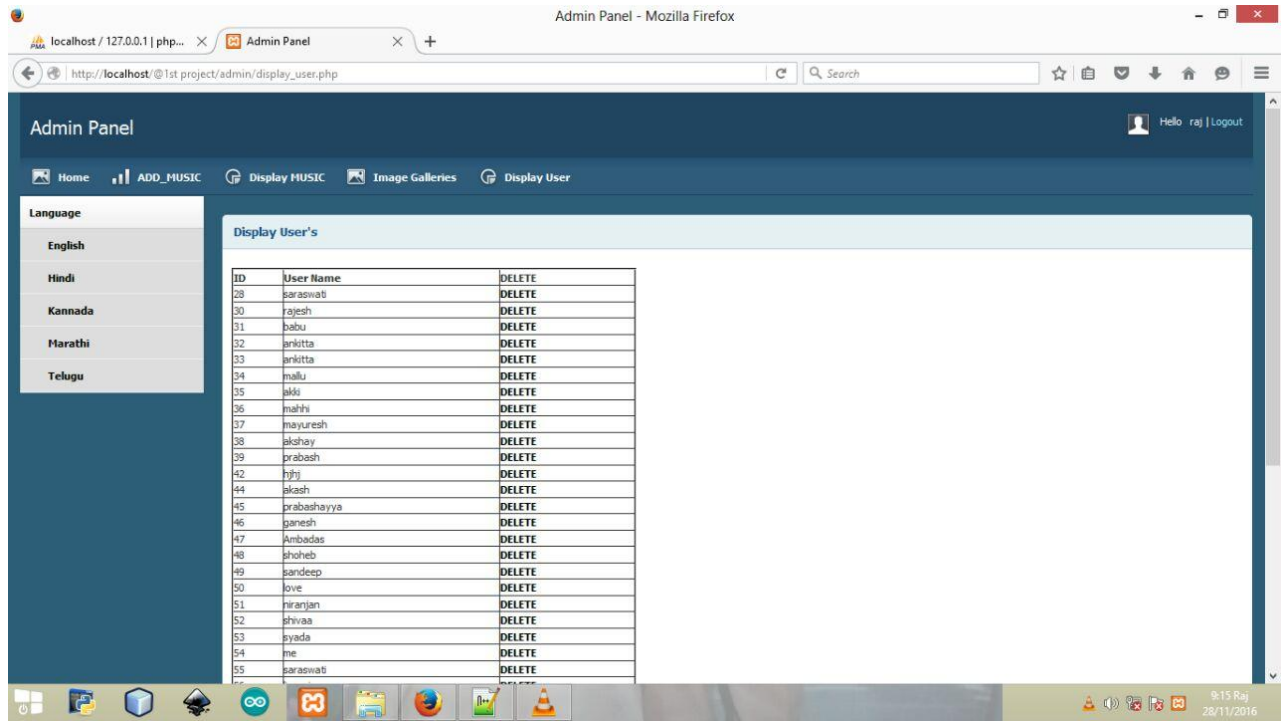 Admin Panel - Mozilla Firefox
localhost / 127.0.0.1 | php...
Admin Panel
http://localhost/@1st project/admin/display_user.php
Search
Admin Panel
Hello raj | Logout
Home ADD_MUSIC Display MUSIC Image Galleries Display User
Language
English
Hindi
Kannada
Marathi
Telugu
Display User's
ID User Name DELETE
28 saraswati DELETE
30 rajesh DELETE
31 babu DELETE
32 ankitta DELETE
33 ankitta DELETE
34 mallu DELETE
35 akki DELETE
36 mahhi DELETE
37 mayuresh DELETE
38 akshay DELETE
39 prabash DELETE
42 hjhj DELETE
44 akash DELETE
45 prabashayya DELETE
46 ganesh DELETE
47 Ambadas DELETE
48 shoheb DELETE
49 sandeep DELETE
50 love DELETE
51 niranjan DELETE
52 shivaa DELETE
53 syada DELETE
54 me DELETE
55 saraswati DELETE
9:15 Raj
28/11/2016